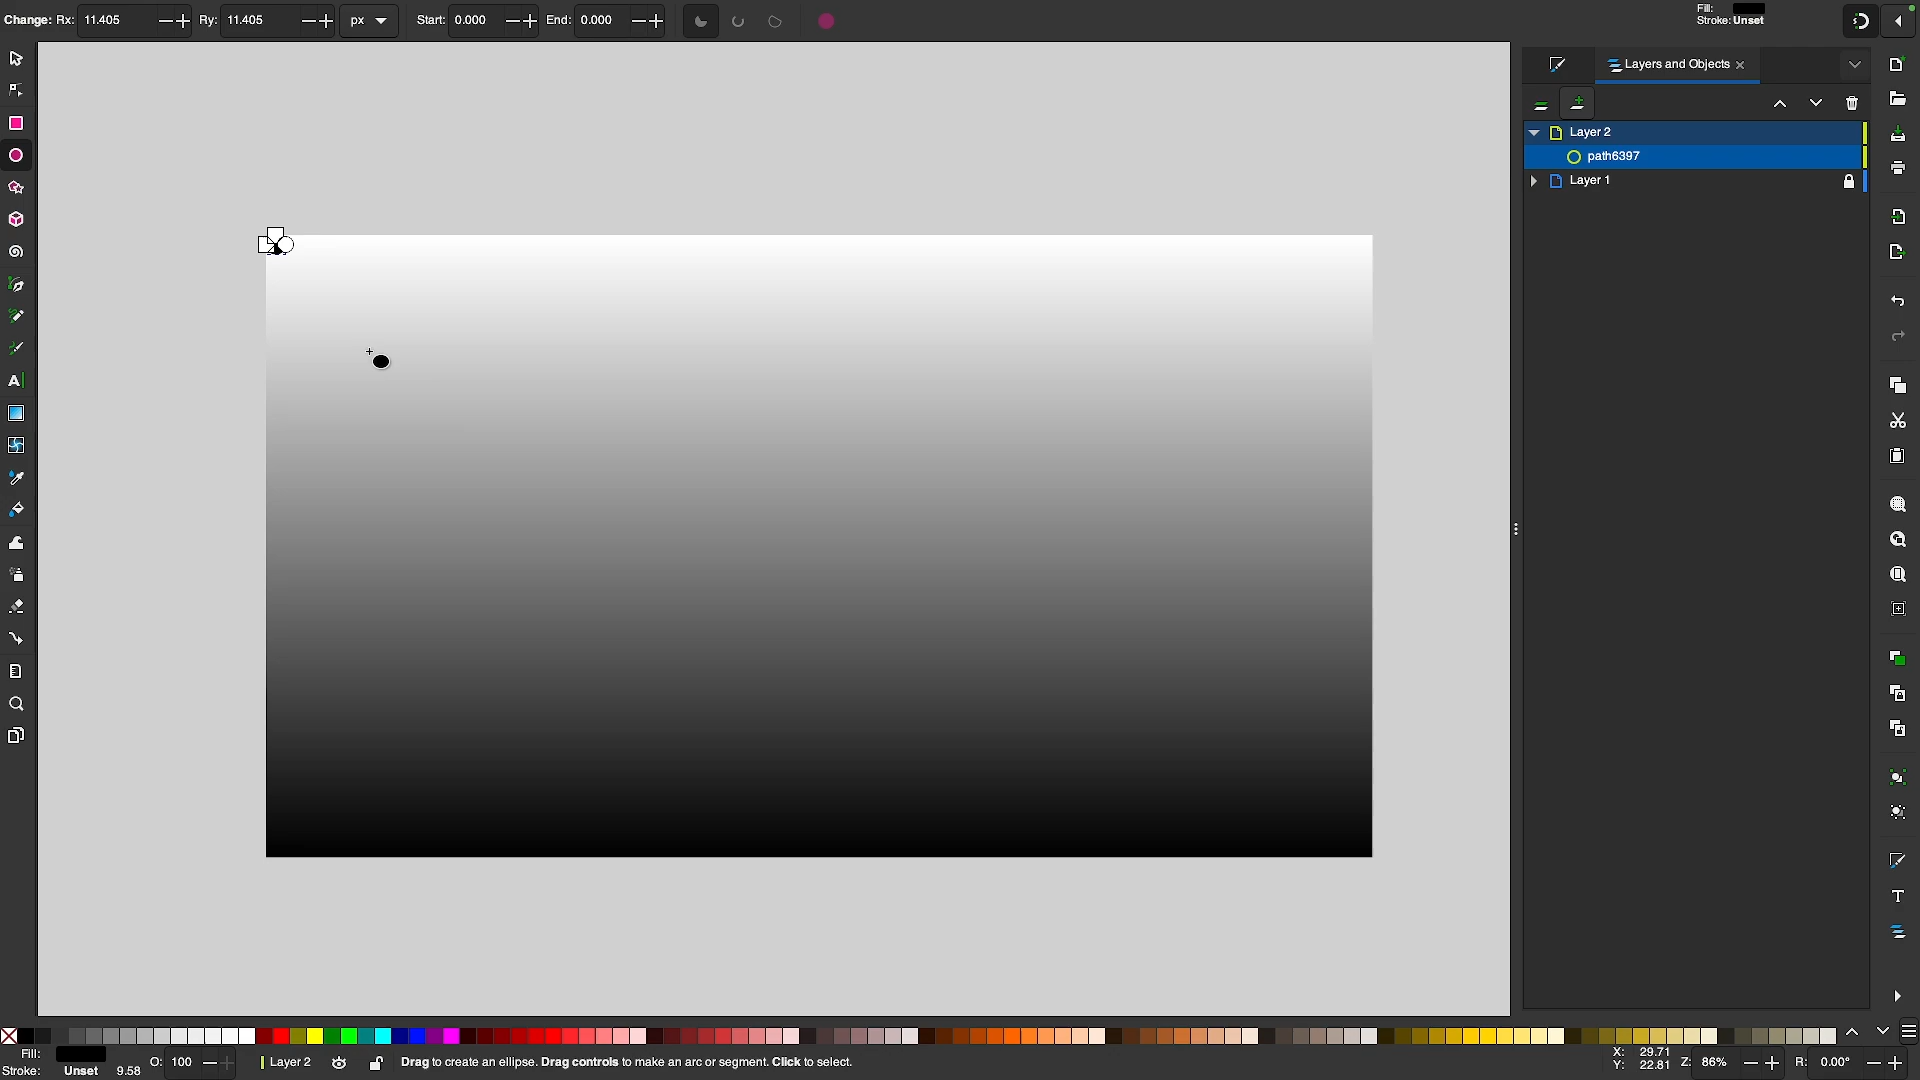 Change: Rx: 11.405 Ry: 11.405 px Start: 0.000 End: 0.000
Fill:
Stroke: Unset
Layers and Objects
Layer 2
path6397
Layer 1
A
T
Fill:
Stroke: Unset 9.58
O: 100
Layer 2
Drag to create an ellipse. Drag controls to make an arc or segment. Click to select.
X: 29.71
Y: 22.81
Z: 86%
R: 0.00°